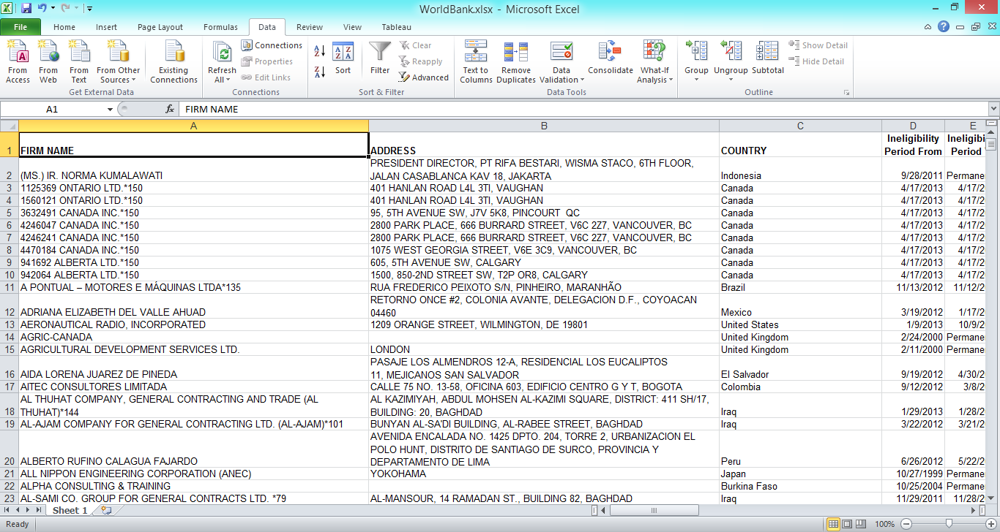 WorldBank.xlsx - Microsoft Excel
File Home Insert Page Layout Formulas Data Review View Tableau
From Access
From Web
From Text
From Other Sources
Existing Connections
Get External Data
Refresh All
Connections
Properties
Edit Links
Connections
Sort
Filter
Clear
Reapply
Advanced
Sort & Filter
Text to Columns
Remove Duplicates
Data Validation
Consolidate
What-If Analysis
Data Tools
Group
Ungroup
Subtotal
Show Detail
Hide Detail
Outline
A1 fx FIRM NAME
A B C D E
1 FIRM NAME ADDRESS COUNTRY Ineligibility Period From Ineligibi Period
2 (MS.) IR. NORMA KUMALAWATI PRESIDENT DIRECTOR, PT RIFA BESTARI, WISMA STACO, 6TH FLOOR, JALAN CASABLANCA KAV 18, JAKARTA Indonesia 9/28/2011 Permane
3 1125369 ONTARIO LTD.*150 401 HANLAN ROAD L4L 3TI, VAUGHAN Canada 4/17/2013 4/17/2
4 1560121 ONTARIO LTD.*150 401 HANLAN ROAD L4L 3TI, VAUGHAN Canada 4/17/2013 4/17/2
5 3632491 CANADA INC.*150 95, 5TH AVENUE SW, J7V 5K8, PINCOURT QC Canada 4/17/2013 4/17/2
6 4246047 CANADA INC.*150 2800 PARK PLACE, 666 BURRARD STREET, V6C 2Z7, VANCOUVER, BC Canada 4/17/2013 4/17/2
7 4246241 CANADA INC.*150 2800 PARK PLACE, 666 BURRARD STREET, V6C 2Z7, VANCOUVER, BC Canada 4/17/2013 4/17/2
8 4470184 CANADA INC.*150 1075 WEST GEORGIA STREET, V6E 3C9, VANCOUVER, BC Canada 4/17/2013 4/17/2
9 941692 ALBERTA LTD.*150 605, 5TH AVENUE SW, CALGARY Canada 4/17/2013 4/17/2
10 942064 ALBERTA LTD.*150 1500, 850-2ND STREET SW, T2P OR8, CALGARY Canada 4/17/2013 4/17/2
11 A PONTUAL – MOTORES E MÁQUINAS LTDA*135 RUA FREDERICO PEIXOTO S/N, PINHEIRO, MARANHÃO Brazil 11/13/2012 11/12/2
12 ADRIANA ELIZABETH DEL VALLE AHUAD RETORNO ONCE #2, COLONIA AVANTE, DELEGACION D.F., COYOACAN 04460 Mexico 3/19/2012 1/17/2
13 AERONAUTICAL RADIO, INCORPORATED 1209 ORANGE STREET, WILMINGTON, DE 19801 United States 1/9/2013 10/9/2
14 AGRIC-CANADA United Kingdom 2/24/2000 Permane
15 AGRICULTURAL DEVELOPMENT SERVICES LTD. LONDON United Kingdom 2/11/2000 Permane
16 AIDA LORENA JUAREZ DE PINEDA PASAJE LOS ALMENDROS 12-A, RESIDENCIAL LOS EUCALIPTOS 11, MEJICANOS SAN SALVADOR El Salvador 9/19/2012 4/30/2
17 AITEC CONSULTORES LIMITADA CALLE 75 NO. 13-58, OFICINA 603, EDIFICIO CENTRO G Y T, BOGOTA Colombia 9/12/2012 3/8/2
18 AL THUHAT COMPANY, GENERAL CONTRACTING AND TRADE (AL THUHAT)*144 AL KAZIMIYAH, ABDUL MOHSEN AL-KAZIMI SQUARE, DISTRICT: 411 SH/17, BUILDING: 20, BAGHDAD Iraq 1/29/2013 1/28/2
19 AL-AJAM COMPANY FOR GENERAL CONTRACTING LTD. (AL-AJAM)*101 BUNYAN AL-SA'DI BUILDING, AL-RABEE STREET, BAGHDAD Iraq 3/22/2012 3/21/2
20 ALBERTO RUFINO CALAGUA FAJARDO AVENIDA ENCALADA NO. 1425 DPTO. 204, TORRE 2, URBANIZACION EL POLO HUNT, DISTRITO DE SANTIAGO DE SURCO, PROVINCIA Y DEPARTAMENTO DE LIMA Peru 6/26/2012 5/22/2
21 ALL NIPPON ENGINEERING CORPORATION (ANEC) YOKOHAMA Japan 10/27/1999 Permane
22 ALPHA CONSULTING & TRAINING Burkina Faso 10/25/2004 Permane
23 AL-SAMI CO. GROUP FOR GENERAL CONTRACTS LTD. *79 AL-MANSOUR, 14 RAMADAN ST., BUILDING 82, BAGHDAD Iraq 11/29/2011 11/28/2
Sheet 1
Ready 100%